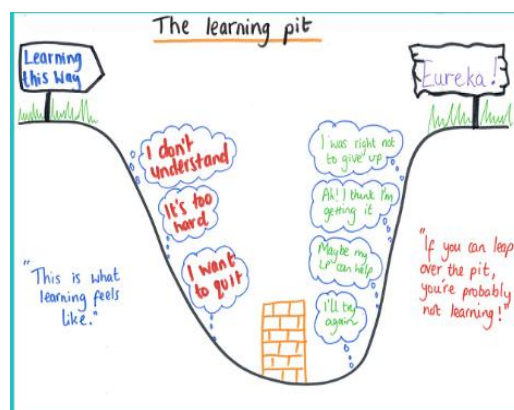 The learning pit
Learning
this Way
Eureka!
I don't
understand
It's too
hard
I want
to quit
I'll try
again
Maybe my
LP can help
Ah! I think I'm
getting it
I was right not
to give up
"This is what
learning feels
like."
"If you can leap
over the pit,
you're probably
not learning!"